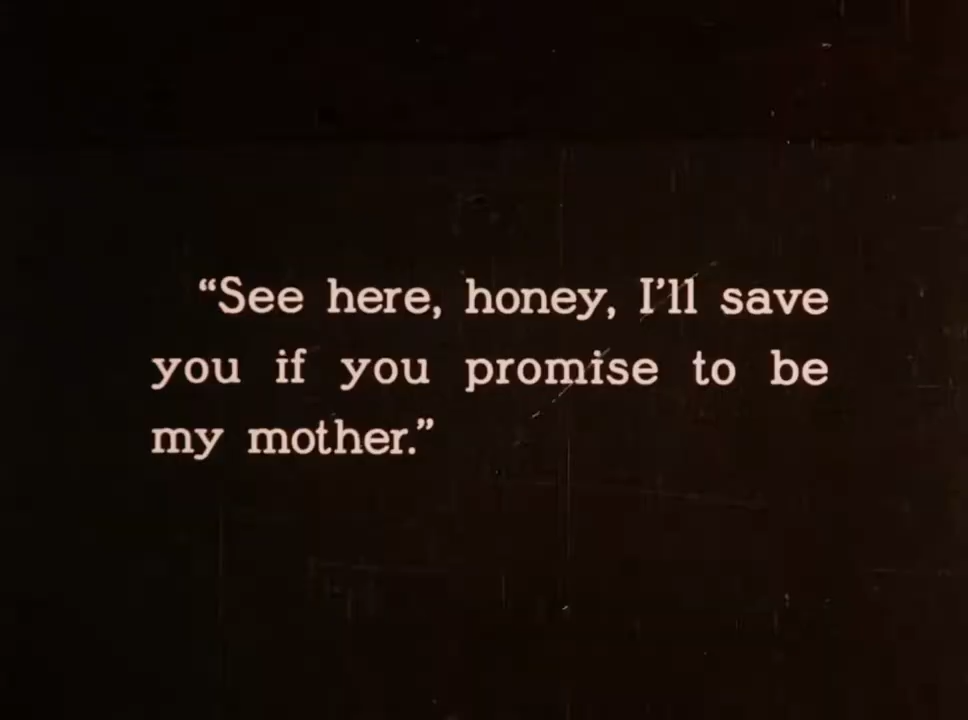 “See here, honey, I’ll save
you if you promise to be
my mother.”